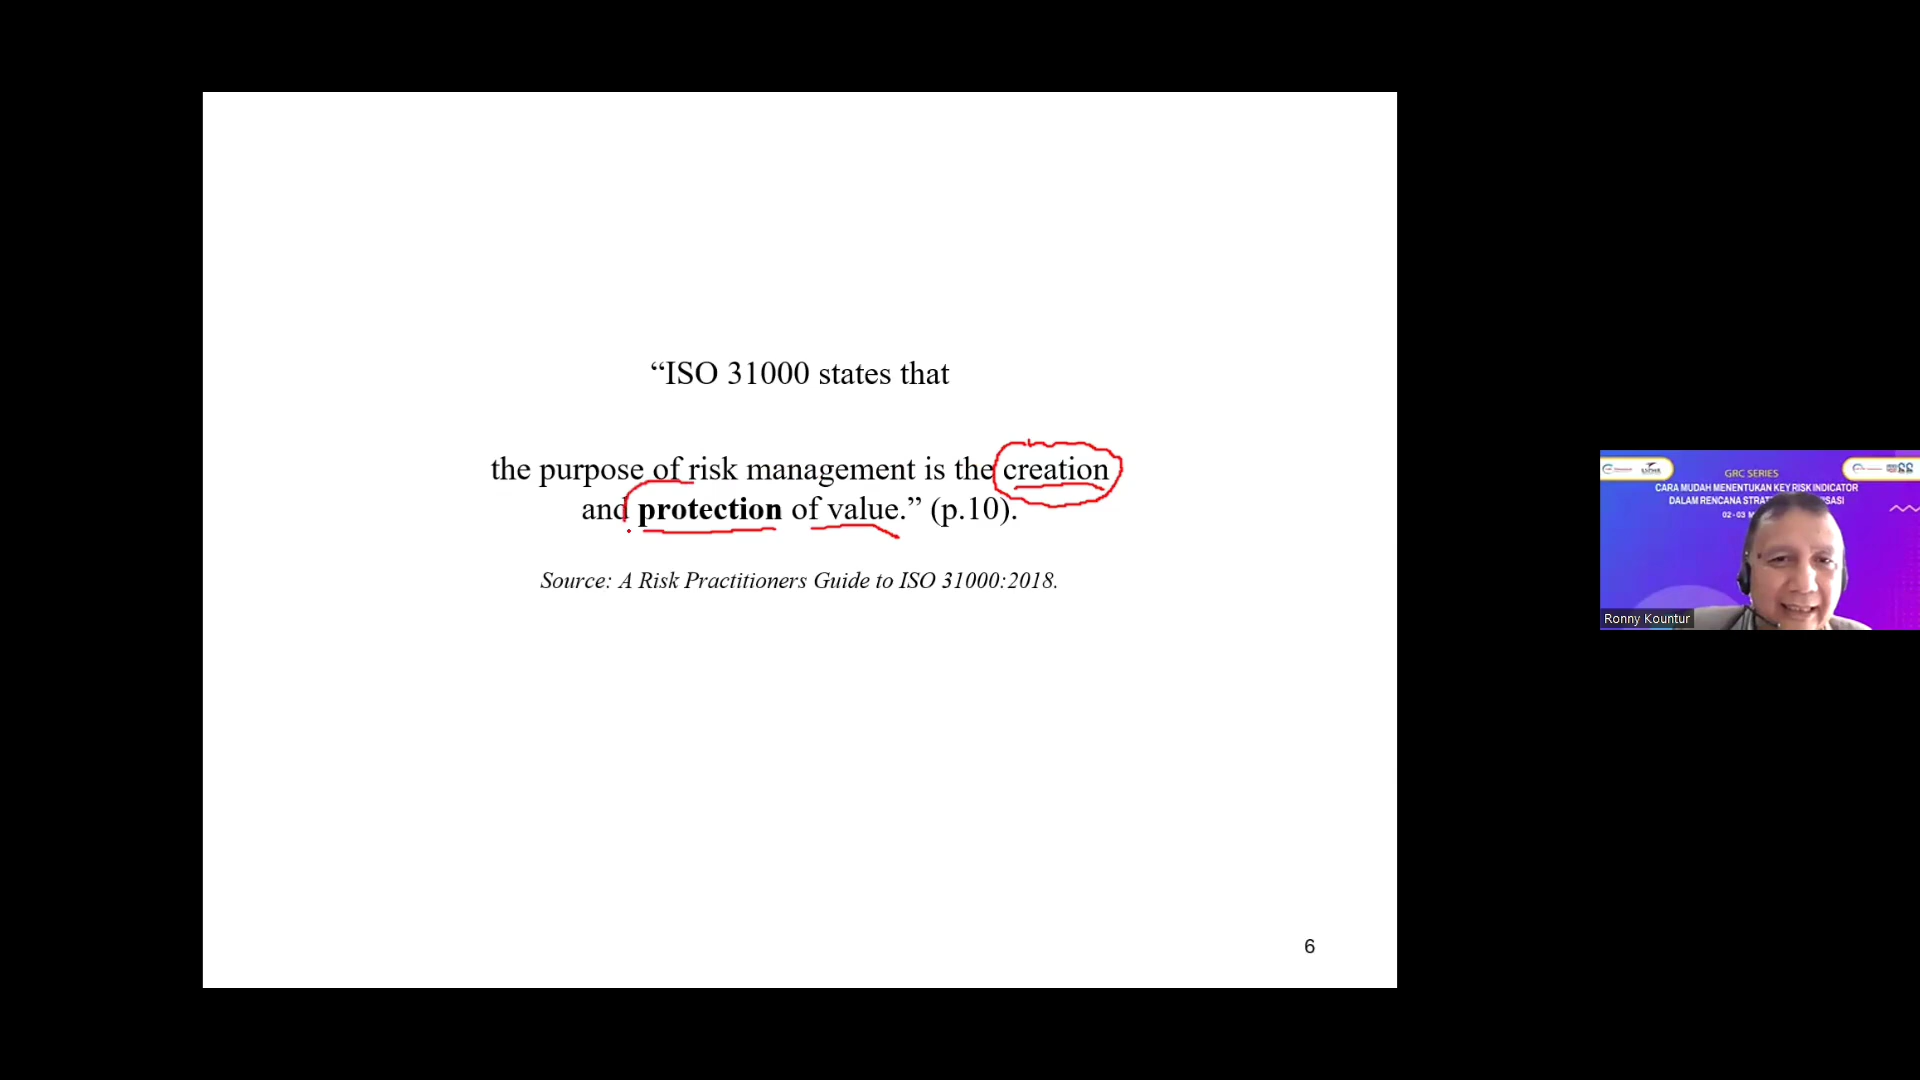 “ISO 31000 states that
the purpose of risk management is the creation
and protection of value.” (p.10).
Source: A Risk Practitioners Guide to ISO 31000:2018.
6
GRC SERIES
CARA MUDAH MENENTUKAN KEY RISK INDICATOR
DALAM RENCANA
02 - 03
Ronny Kountur